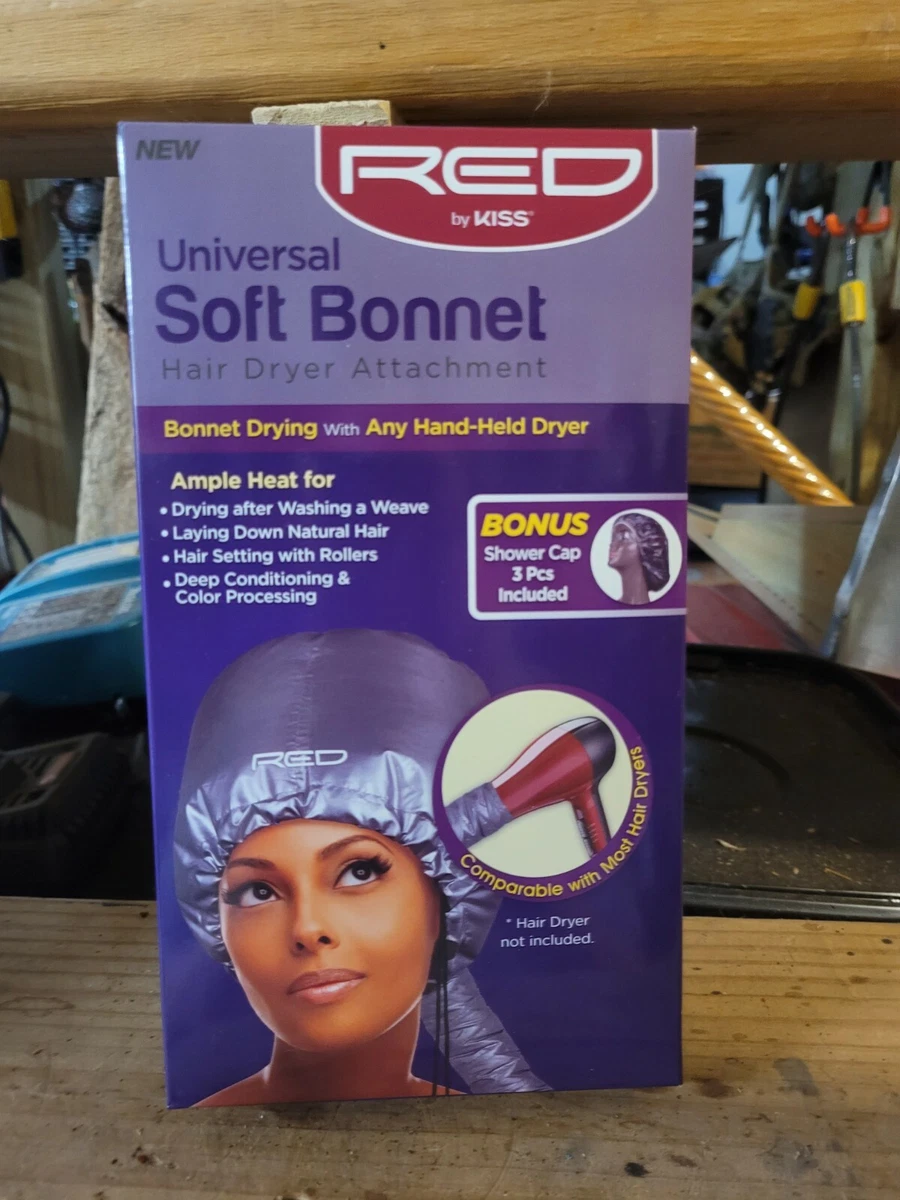 NEW
RED
by KISS®
Universal
Soft Bonnet
Hair Dryer Attachment
Bonnet Drying With Any Hand-Held Dryer
Ample Heat for
• Drying after Washing a Weave
• Laying Down Natural Hair
• Hair Setting with Rollers
• Deep Conditioning &
Color Processing
BONUS
Shower Cap
3 Pcs
Included
RED
Comparable with Most Hair Dryers
* Hair Dryer
not included.